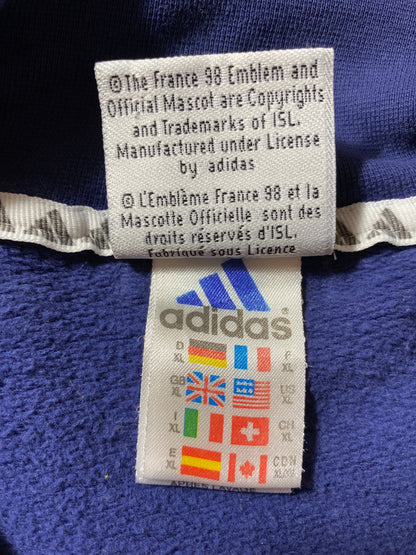 © The France 98 Emblem and
Official Mascot are Copyrights
and Trademarks of ISL.
Manufactured under License
by adidas
© L'Emblème France 98 et la
Mascotte Officielle sont des
droits réservés d'ISL.
Fabriqué sous Licence
adidas®
D XL F XL
GB XL US XL
I XL CH XL
E XL CDN